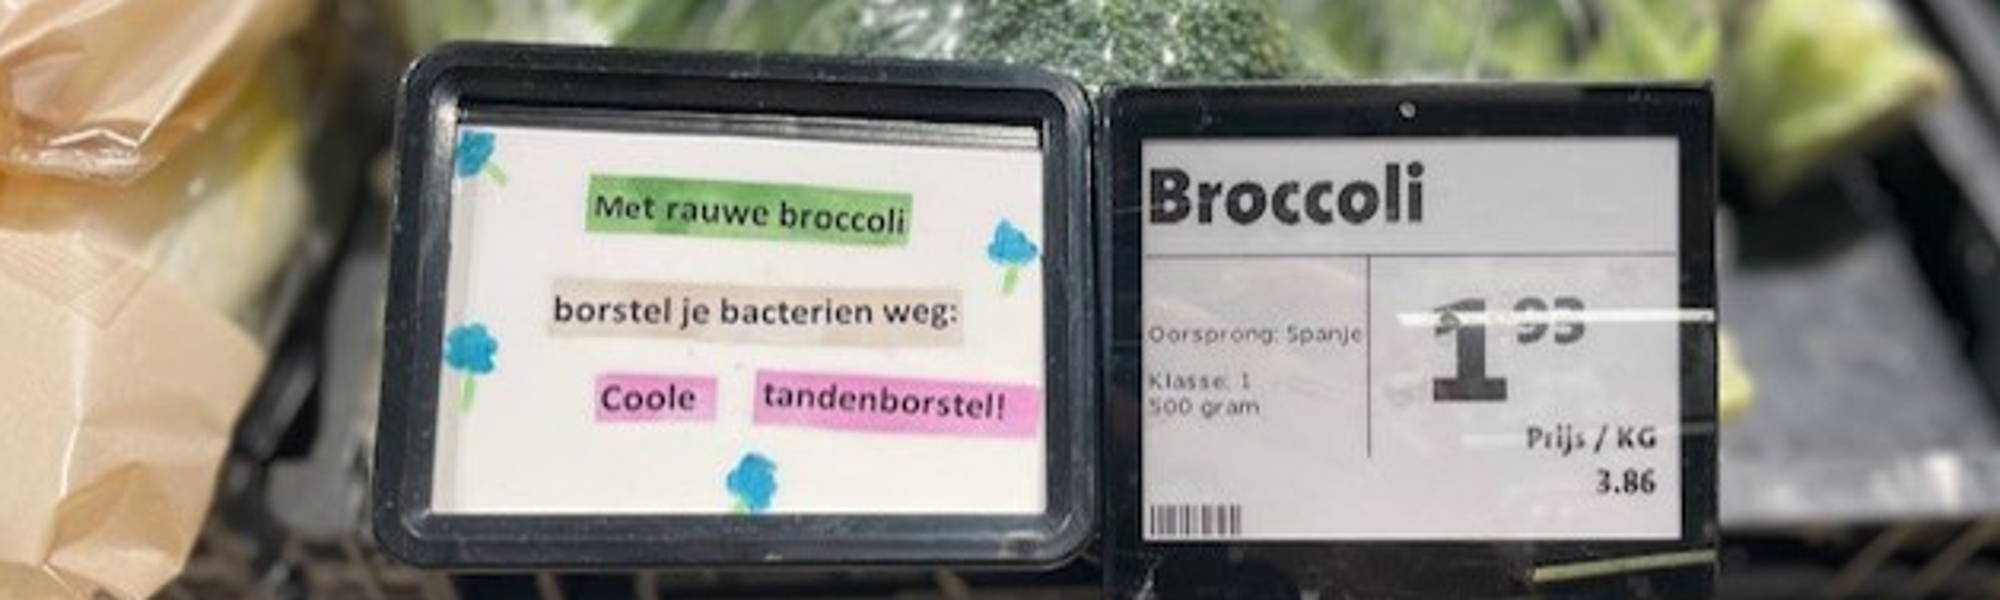 Met rauwe broccoli
borstel je bacterien weg:
Coole tandenborstel!
Broccoli
Oorsprong: Spanje
Klasse: 1
500 gram
1 93
Prijs / KG
3.86